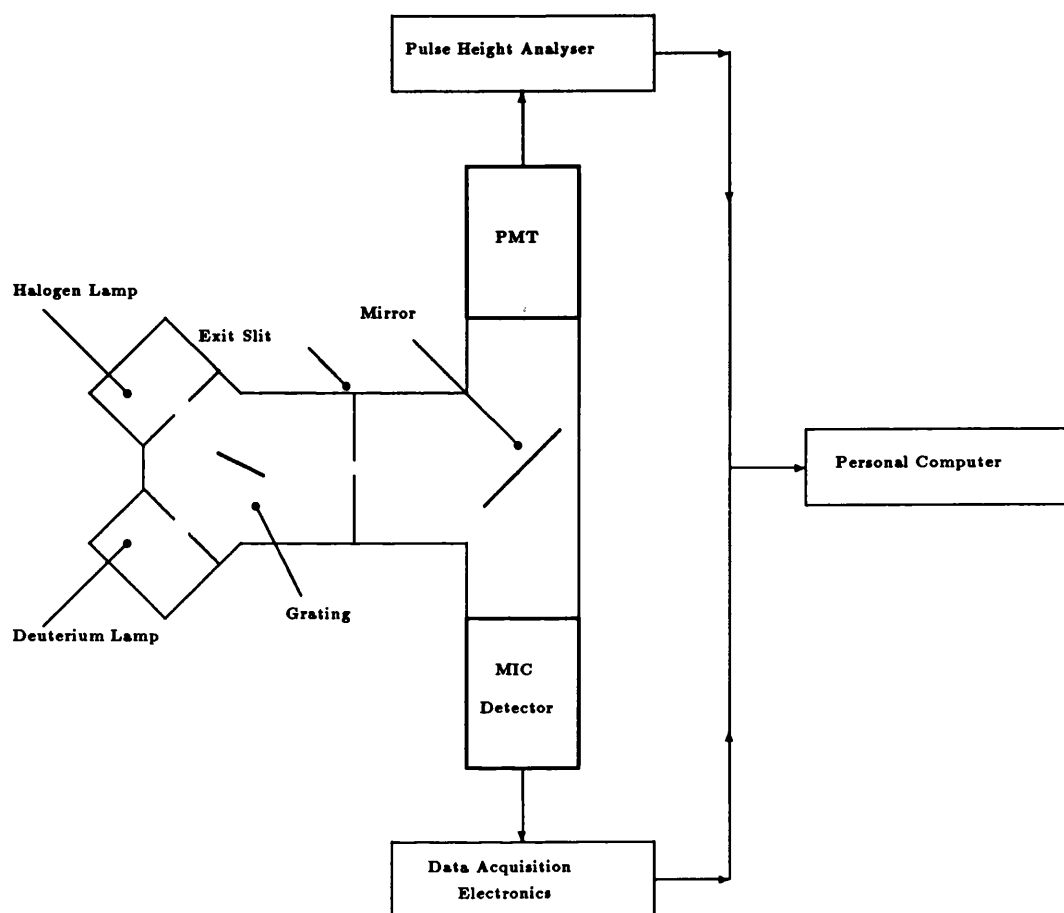 Pulse Height Analyser
PMT
Halogen Lamp
Mirror
Exit Slit
Personal Computer
Grating
Deuterium Lamp
MIC
Detector
Data Acquisition
Electronics